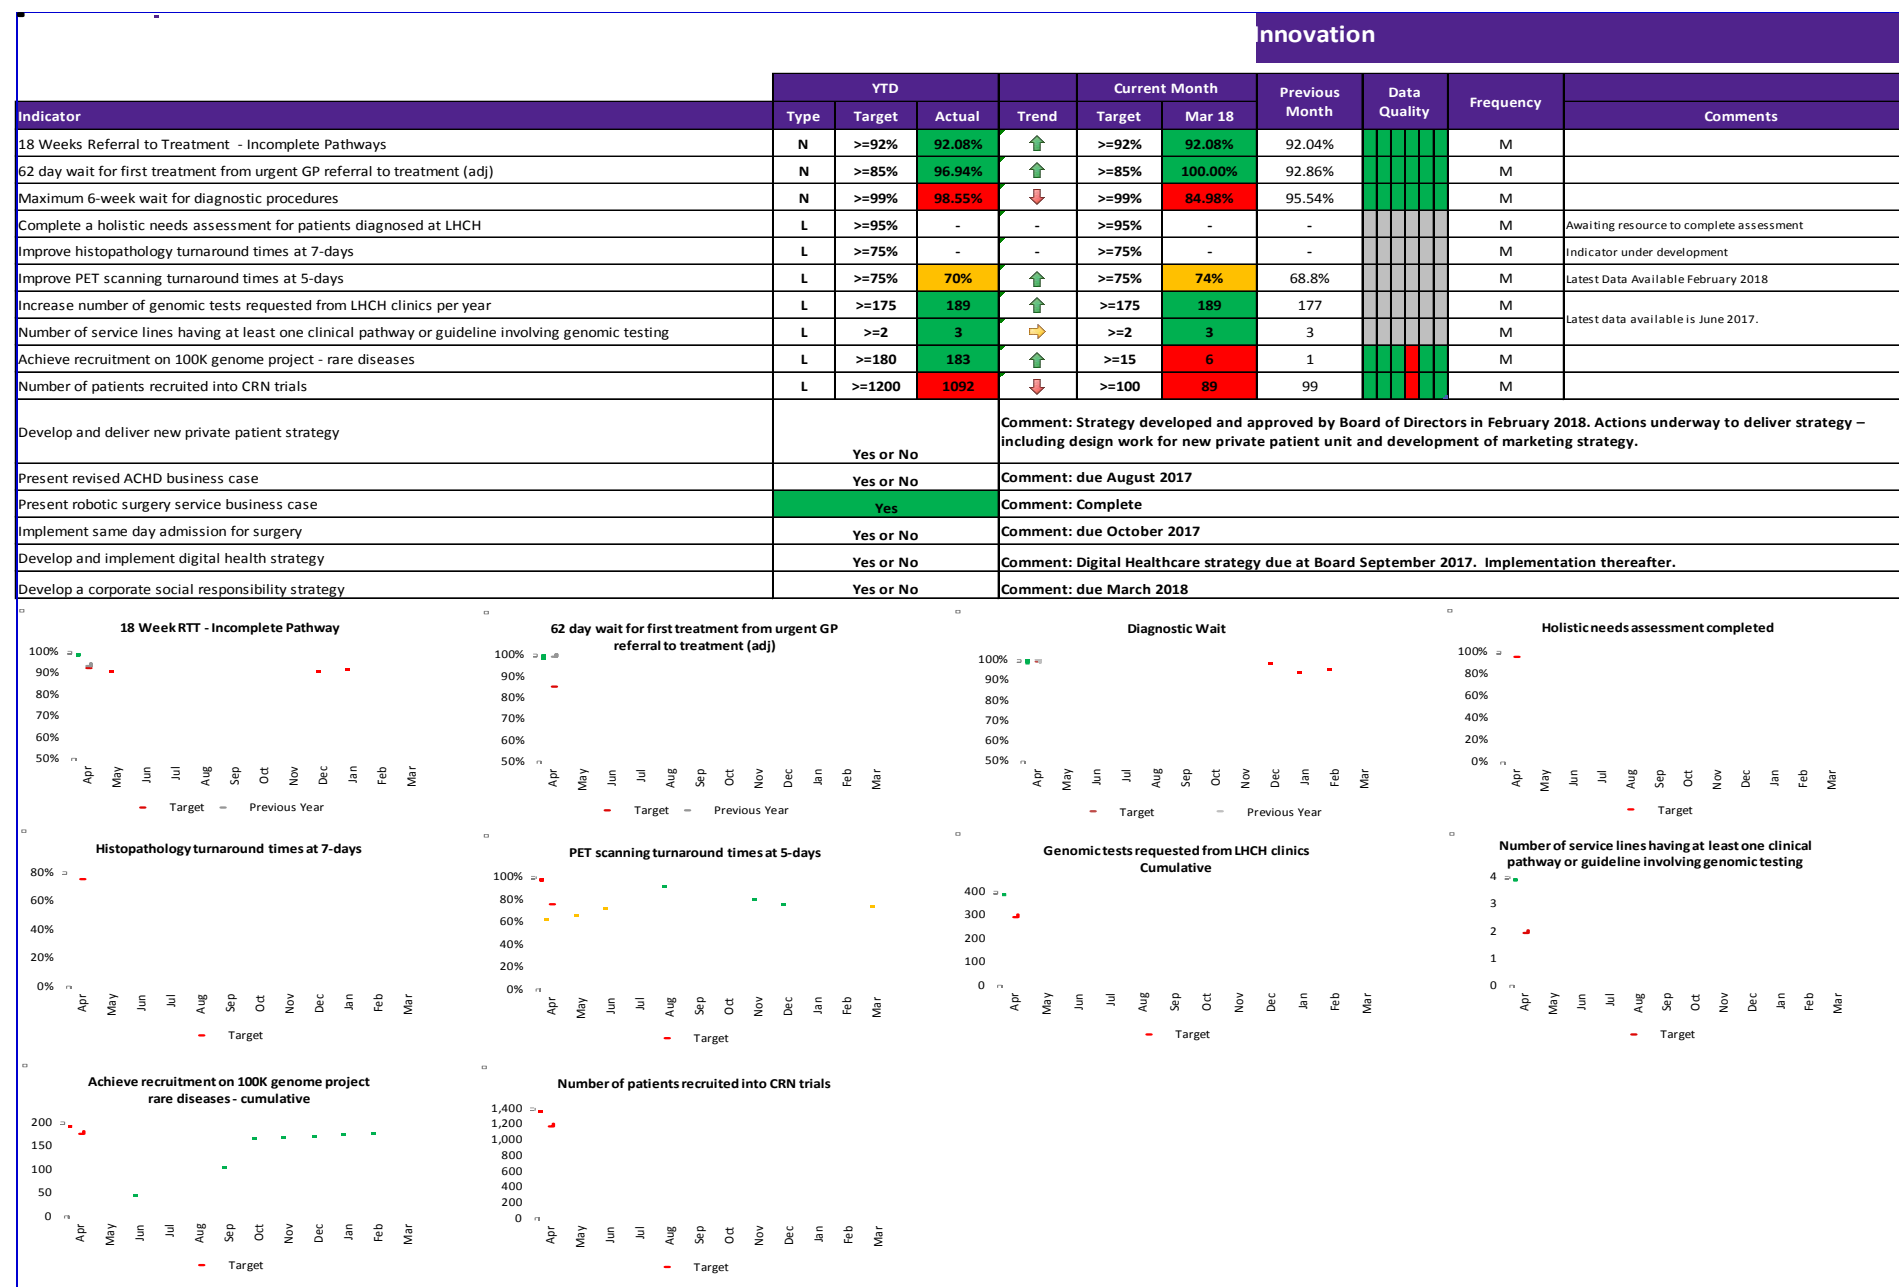 Innovation
YTD Current Month Previous Month Data Quality Frequency
Indicator Type Target Actual Trend Target Mar 18 Comments
18 Weeks Referral to Treatment - Incomplete Pathways N >=92% 92.08% >=92% 92.08% 92.04% M
62 day wait for first treatment from urgent GP referral to treatment (adj) N >=85% 96.94% >=85% 100.00% 92.86% M
Maximum 6-week wait for diagnostic procedures N >=99% 98.55% >=99% 84.98% 95.54% M
Complete a holistic needs assessment for patients diagnosed at LHCH L >=95% - - >=95% - - M Awaiting resource to complete assessment
Improve histopathology turnaround times at 7-days L >=75% - - >=75% - - M Indicator under development
Improve PET scanning turnaround times at 5-days L >=75% 70% >=75% 74% 68.8% M Latest Data Available February 2018
Increase number of genomic tests requested from LHCH clinics per year L >=175 189 >=175 189 177 M
Latest data available is June 2017.
Number of service lines having at least one clinical pathway or guideline involving genomic testing L >=2 3 >=2 3 3 M
Achieve recruitment on 100K genome project - rare diseases L >=180 183 >=15 6 1 M
Number of patients recruited into CRN trials L >=1200 1092 >=100 89 99 M
Develop and deliver new private patient strategy Yes or No Comment: Strategy developed and approved by Board of Directors in February 2018. Actions underway to deliver strategy –
including design work for new private patient unit and development of marketing strategy.
Present revised ACHD business case Yes or No Comment: due August 2017
Present robotic surgery service business case Yes Comment: Complete
Implement same day admission for surgery Yes or No Comment: due October 2017
Develop and implement digital health strategy Yes or No Comment: Digital Healthcare strategy due at Board September 2017. Implementation thereafter.
Develop a corporate social responsibility strategy Yes or No Comment: due March 2018
18 Week RTT - Incomplete Pathway
100%
90%
80%
70%
60%
50%
Apr May Jun Jul Aug Sep Oct Nov Dec Jan Feb Mar
Target Previous Year
62 day wait for first treatment from urgent GP
referral to treatment (adj)
100%
90%
80%
70%
60%
50%
Apr May Jun Jul Aug Sep Oct Nov Dec Jan Feb Mar
Target Previous Year
Diagnostic Wait
100%
90%
80%
70%
60%
50%
Apr May Jun Jul Aug Sep Oct Nov Dec Jan Feb Mar
Target Previous Year
Holistic needs assessment completed
100%
80%
60%
40%
20%
0%
Apr May Jun Jul Aug Sep Oct Nov Dec Jan Feb Mar
Target
Histopathology turnaround times at 7-days
80%
60%
40%
20%
0%
Apr May Jun Jul Aug Sep Oct Nov Dec Jan Feb Mar
Target
PET scanning turnaround times at 5-days
100%
80%
60%
40%
20%
0%
Apr May Jun Jul Aug Sep Oct Nov Dec Jan Feb Mar
Target
Genomic tests requested from LHCH clinics
Cumulative
400
300
200
100
0
Apr May Jun Jul Aug Sep Oct Nov Dec Jan Feb Mar
Target
Number of service lines having at least one clinical
pathway or guideline involving genomic testing
4
3
2
1
0
Apr May Jun Jul Aug Sep Oct Nov Dec Jan Feb Mar
Target
Achieve recruitment on 100K genome project
rare diseases - cumulative
200
150
100
50
0
Apr May Jun Jul Aug Sep Oct Nov Dec Jan Feb Mar
Target
Number of patients recruited into CRN trials
1,400
1,200
1,000
800
600
400
200
0
Apr May Jun Jul Aug Sep Oct Nov Dec Jan Feb Mar
Target